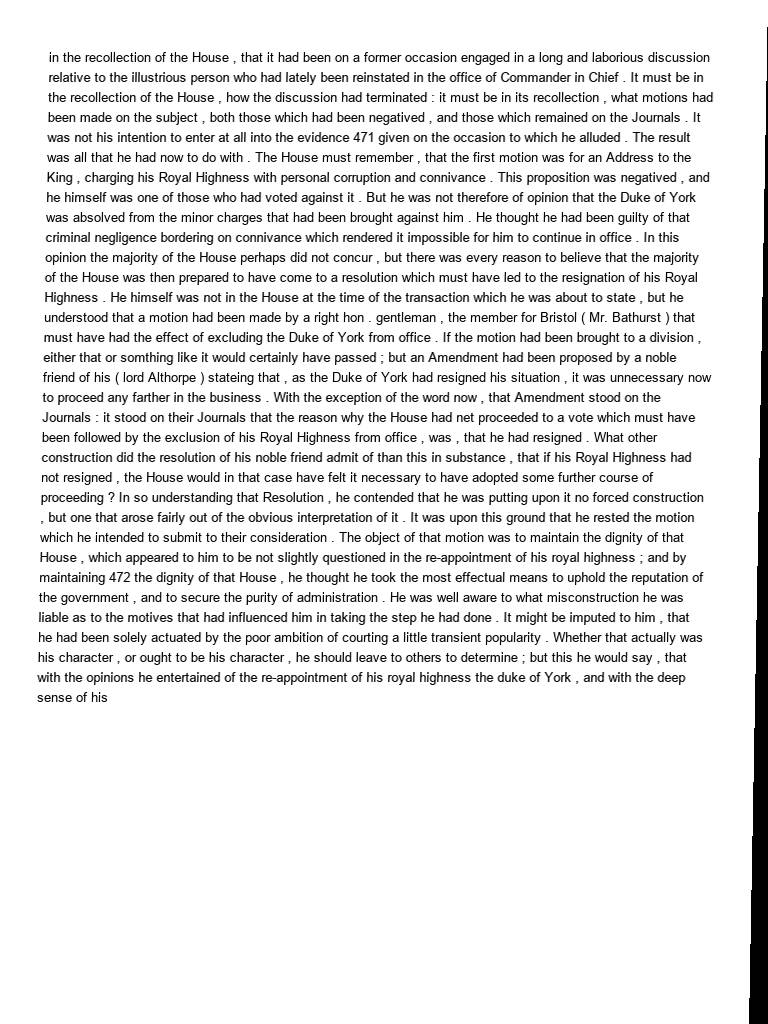 in the recollection of the House , that it had been on a former occasion engaged in a long and laborious discussion
relative to the illustrious person who had lately been reinstated in the office of Commander in Chief . It must be in
the recollection of the House , how the discussion had terminated : it must be in its recollection , what motions had
been made on the subject , both those which had been negatived , and those which remained on the Journals . It
was not his intention to enter at all into the evidence 471 given on the occasion to which he alluded . The result
was all that he had now to do with . The House must remember , that the first motion was for an Address to the
King , charging his Royal Highness with personal corruption and connivance . This proposition was negatived , and
he himself was one of those who had voted against it . But he was not therefore of opinion that the Duke of York
was absolved from the minor charges that had been brought against him . He thought he had been guilty of that
criminal negligence bordering on connivance which rendered it impossible for him to continue in office . In this
opinion the majority of the House perhaps did not concur , but there was every reason to believe that the majority
of the House was then prepared to have come to a resolution which must have led to the resignation of his Royal
Highness . He himself was not in the House at the time of the transaction which he was about to state , but he
understood that a motion had been made by a right hon . gentleman , the member for Bristol ( Mr. Bathurst ) that
must have had the effect of excluding the Duke of York from office . If the motion had been brought to a division ,
either that or somthing like it would certainly have passed ; but an Amendment had been proposed by a noble
friend of his ( lord Althorpe ) stateing that , as the Duke of York had resigned his situation , it was unnecessary now
to proceed any farther in the business . With the exception of the word now , that Amendment stood on the
Journals : it stood on their Journals that the reason why the House had net proceeded to a vote which must have
been followed by the exclusion of his Royal Highness from office , was , that he had resigned . What other
construction did the resolution of his noble friend admit of than this in substance , that if his Royal Highness had
not resigned , the House would in that case have felt it necessary to have adopted some further course of
proceeding ? In so understanding that Resolution , he contended that he was putting upon it no forced construction
, but one that arose fairly out of the obvious interpretation of it . It was upon this ground that he rested the motion
which he intended to submit to their consideration . The object of that motion was to maintain the dignity of that
House , which appeared to him to be not slightly questioned in the re-appointment of his royal highness ; and by
maintaining 472 the dignity of that House , he thought he took the most effectual means to uphold the reputation of
the government , and to secure the purity of administration . He was well aware to what misconstruction he was
liable as to the motives that had influenced him in taking the step he had done . It might be imputed to him , that
he had been solely actuated by the poor ambition of courting a little transient popularity . Whether that actually was
his character , or ought to be his character , he should leave to others to determine ; but this he would say , that
with the opinions he entertained of the re-appointment of his royal highness the duke of York , and with the deep
sense of his